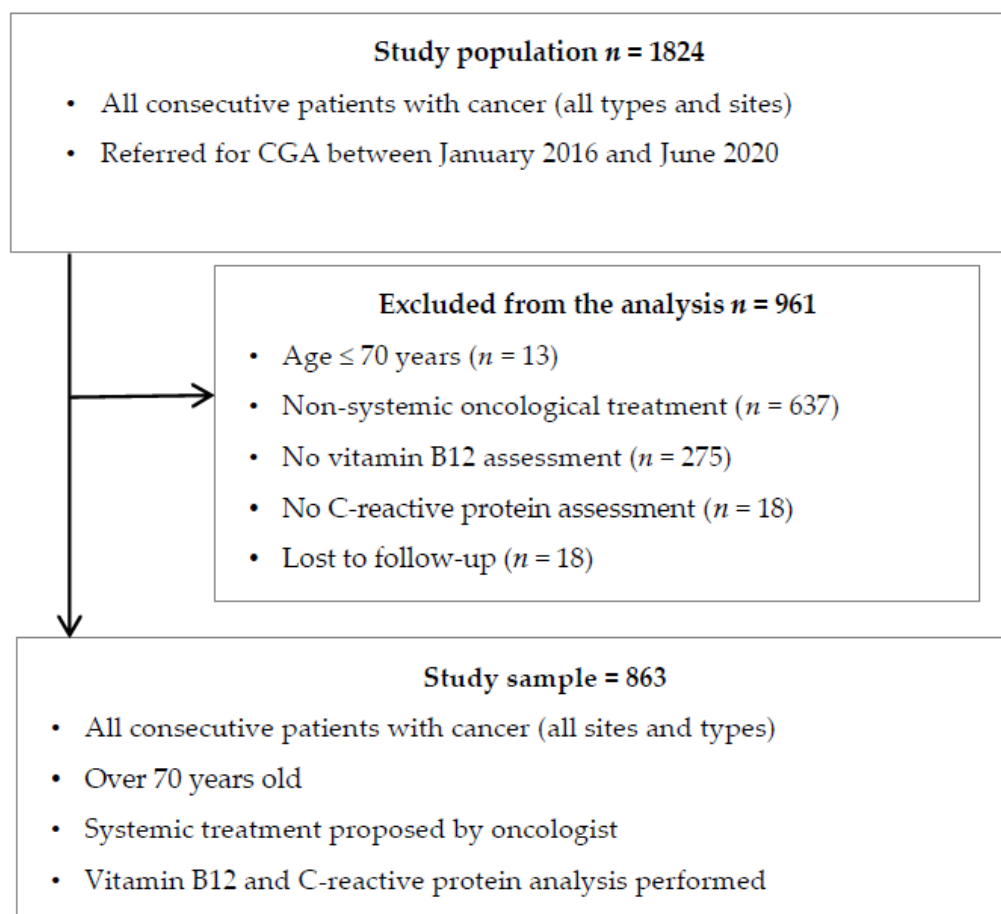 Study population n = 1824
• All consecutive patients with cancer (all types and sites)
• Referred for CGA between January 2016 and June 2020
Excluded from the analysis n = 961
• Age ≤ 70 years (n = 13)
• Non-systemic oncological treatment (n = 637)
• No vitamin B12 assessment (n = 275)
• No C-reactive protein assessment (n = 18)
• Lost to follow-up (n = 18)
Study sample = 863
• All consecutive patients with cancer (all sites and types)
• Over 70 years old
• Systemic treatment proposed by oncologist
• Vitamin B12 and C-reactive protein analysis performed